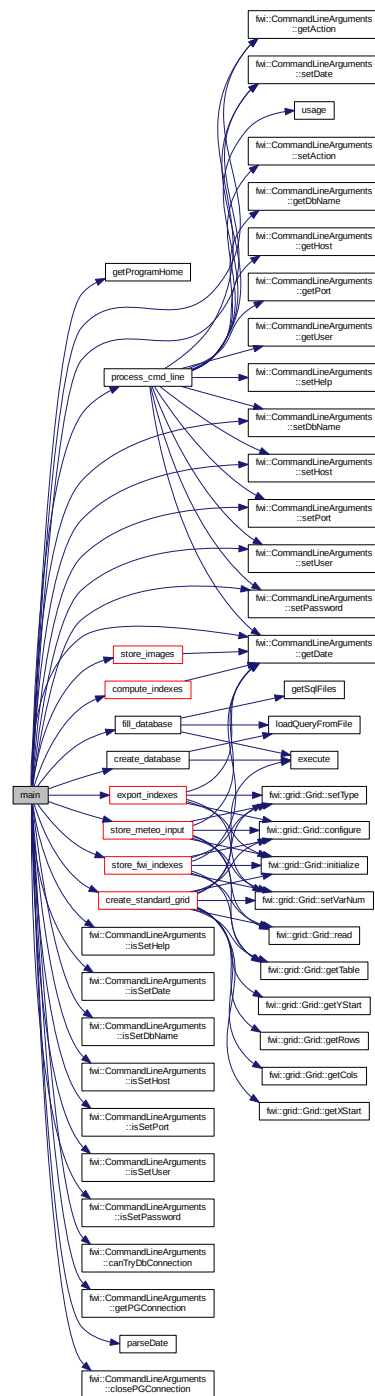 fwi::CommandLineArguments
::getAction
fwi::CommandLineArguments
::setDate
usage
fwi::CommandLineArguments
::setAction
fwi::CommandLineArguments
::getDbName
fwi::CommandLineArguments
::getHost
getProgramHome
fwi::CommandLineArguments
::getPort
fwi::CommandLineArguments
::getUser
process_cmd_line
fwi::CommandLineArguments
::setHelp
fwi::CommandLineArguments
::setDbName
fwi::CommandLineArguments
::setHost
fwi::CommandLineArguments
::setPort
fwi::CommandLineArguments
::setUser
fwi::CommandLineArguments
::setPassword
fwi::CommandLineArguments
::getDate
store_images
compute_indexes
getSqlFiles
fill_database
loadQueryFromFile
create_database
execute
main
export_indexes
fwi::grid::Grid::setType
store_meteo_input
fwi::grid::Grid::configure
store_fwi_indexes
fwi::grid::Grid::initialize
create_standard_grid
fwi::grid::Grid::setVarNum
fwi::CommandLineArguments
::isSetHelp
fwi::grid::Grid::read
fwi::grid::Grid::getTable
fwi::CommandLineArguments
::isSetDate
fwi::grid::Grid::getYStart
fwi::CommandLineArguments
::isSetDbName
fwi::grid::Grid::getRows
fwi::CommandLineArguments
::isSetHost
fwi::grid::Grid::getCols
fwi::grid::Grid::getXStart
fwi::CommandLineArguments
::isSetPort
fwi::CommandLineArguments
::isSetUser
fwi::CommandLineArguments
::isSetPassword
fwi::CommandLineArguments
::canTryDbConnection
fwi::CommandLineArguments
::getPGConnection
parseDate
fwi::CommandLineArguments
::closePGConnection